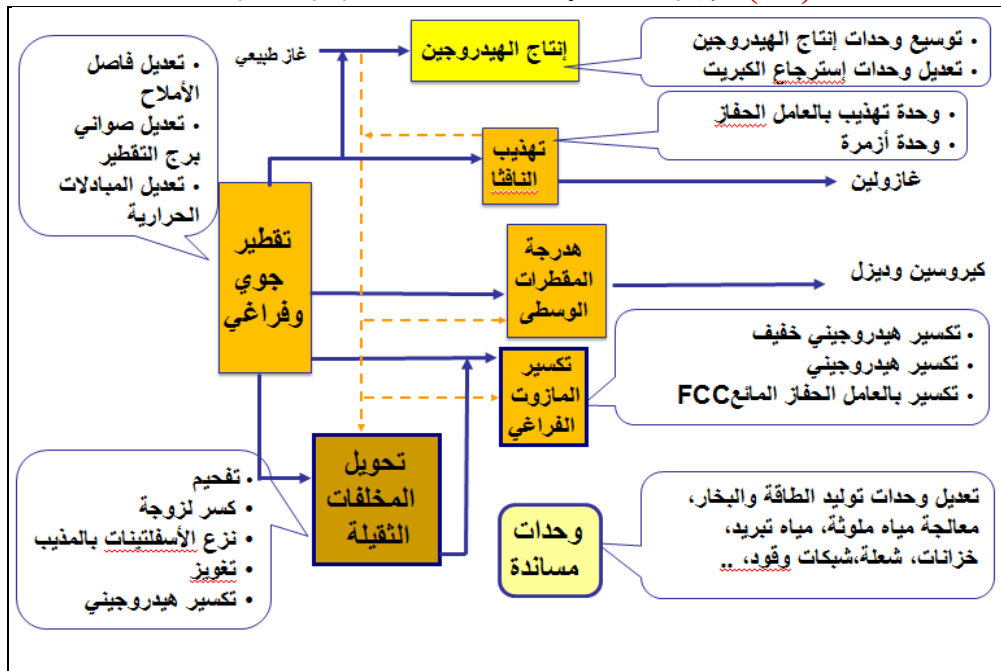 غاز طبيعي
إنتاج الهيدروجين
• توسيع وحدات إنتاج الهيدروجين
• تعديل وحدات إسترجاع الكبريت
• تعديل فاصل
الأملاح
• تعديل صواني
برج التقطير
• تعديل المبادلات
الحرارية
• وحدة تهذيب بالعامل الحفاز
• وحدة أزمرة
تهذيب
النافثا
غازولين
تقطير
جوي
وفراغي
هدرجة
المقطرات
الوسطى
كيروسين وديزل
تكسير
المازوت
الفراغي
• تكسير هيدروجيني خفيف
• تكسير هيدروجيني
• تكسير بالعامل الحفاز المائعFCC
تحويل
المخلفات
الثقيلة
• تفحيم
• كسر لزوجة
• نزع الأسفلتينات بالمذيب
• تغويز
• تكسير هيدروجيني
وحدات
مساندة
تعديل وحدات توليد الطاقة والبخار،
معالجة مياه ملوثة، مياه تبريد،
خزانات، شعلة،شبكات وقود، ..